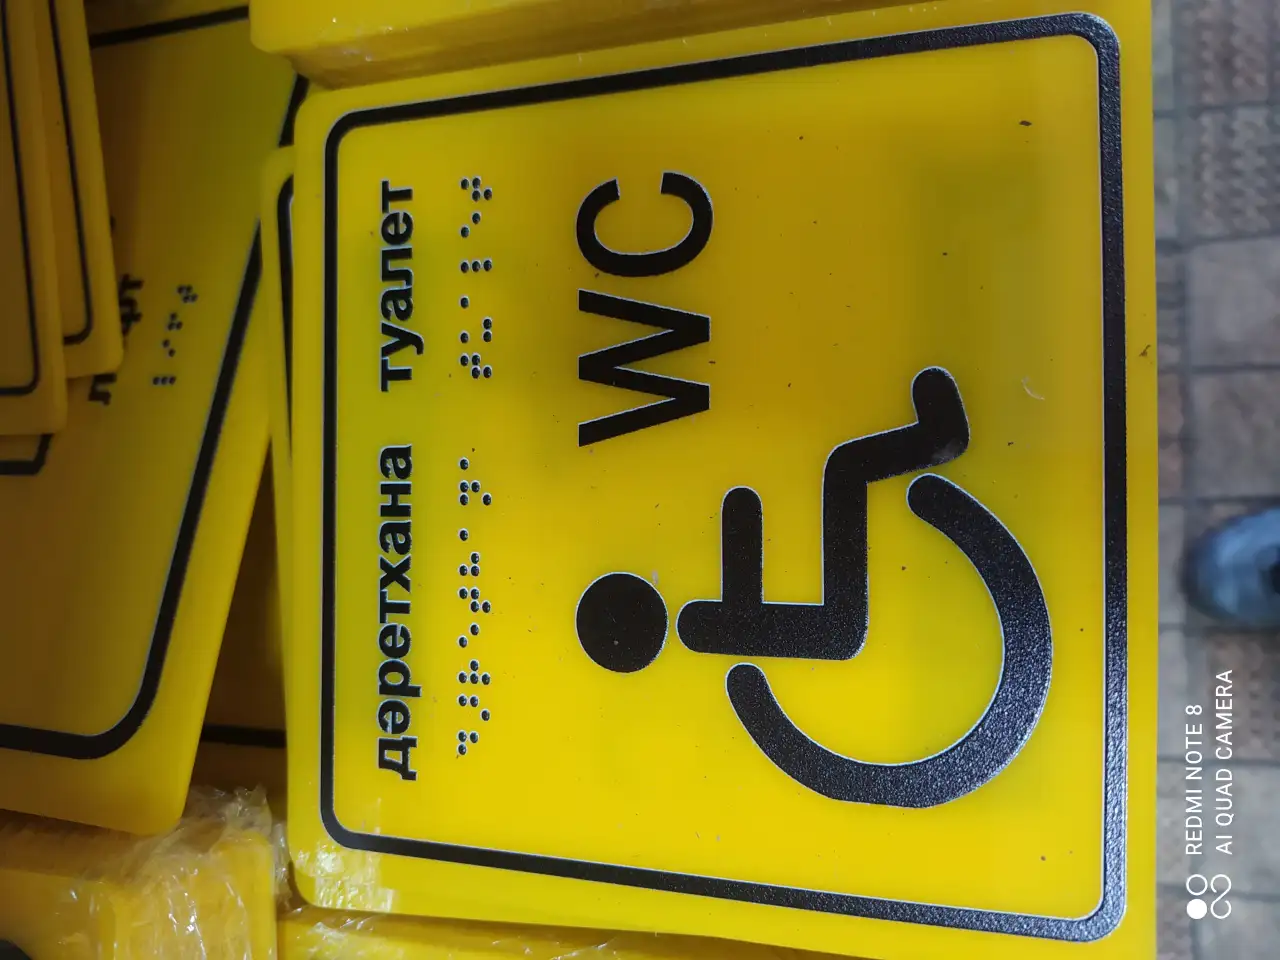 дәретхана туалет
WC
REDMI NOTE 8
AI QUAD CAMERA